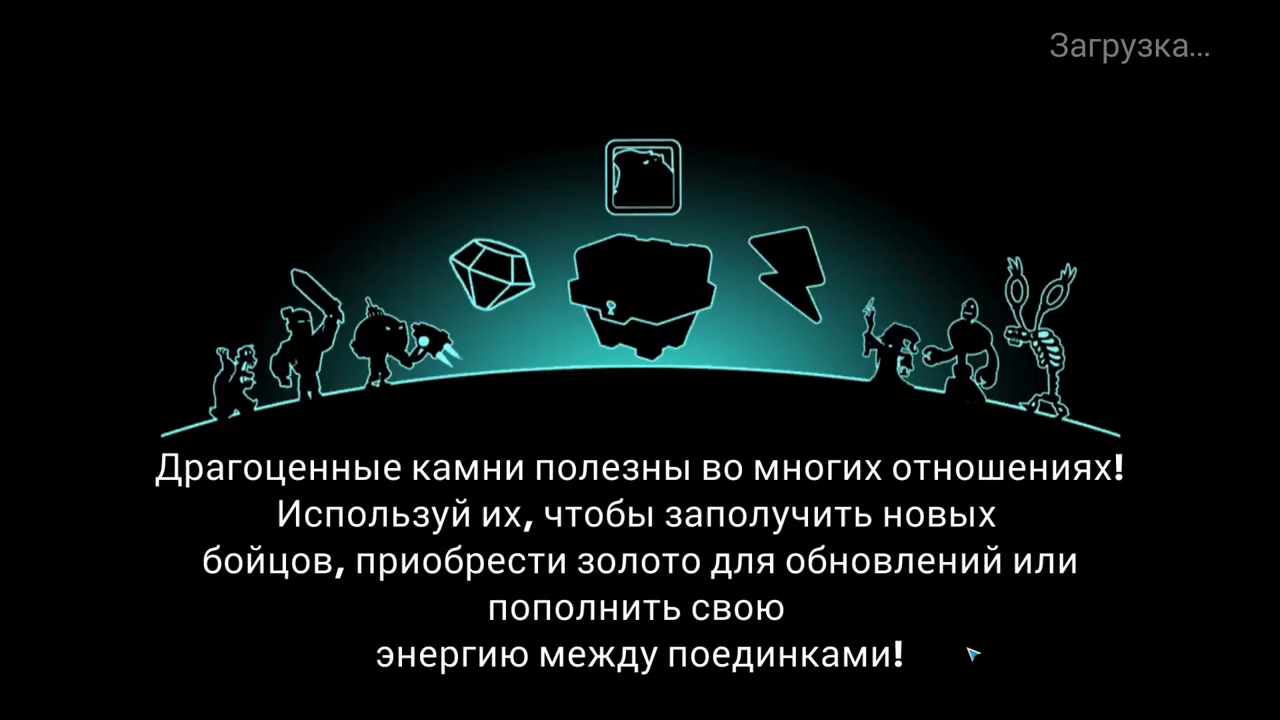 Загрузка...
Драгоценные камни полезны во многих отношениях!
Используй их, чтобы заполучить новых
бойцов, приобрести золото для обновлений или
пополнить свою
энергию между поединками!